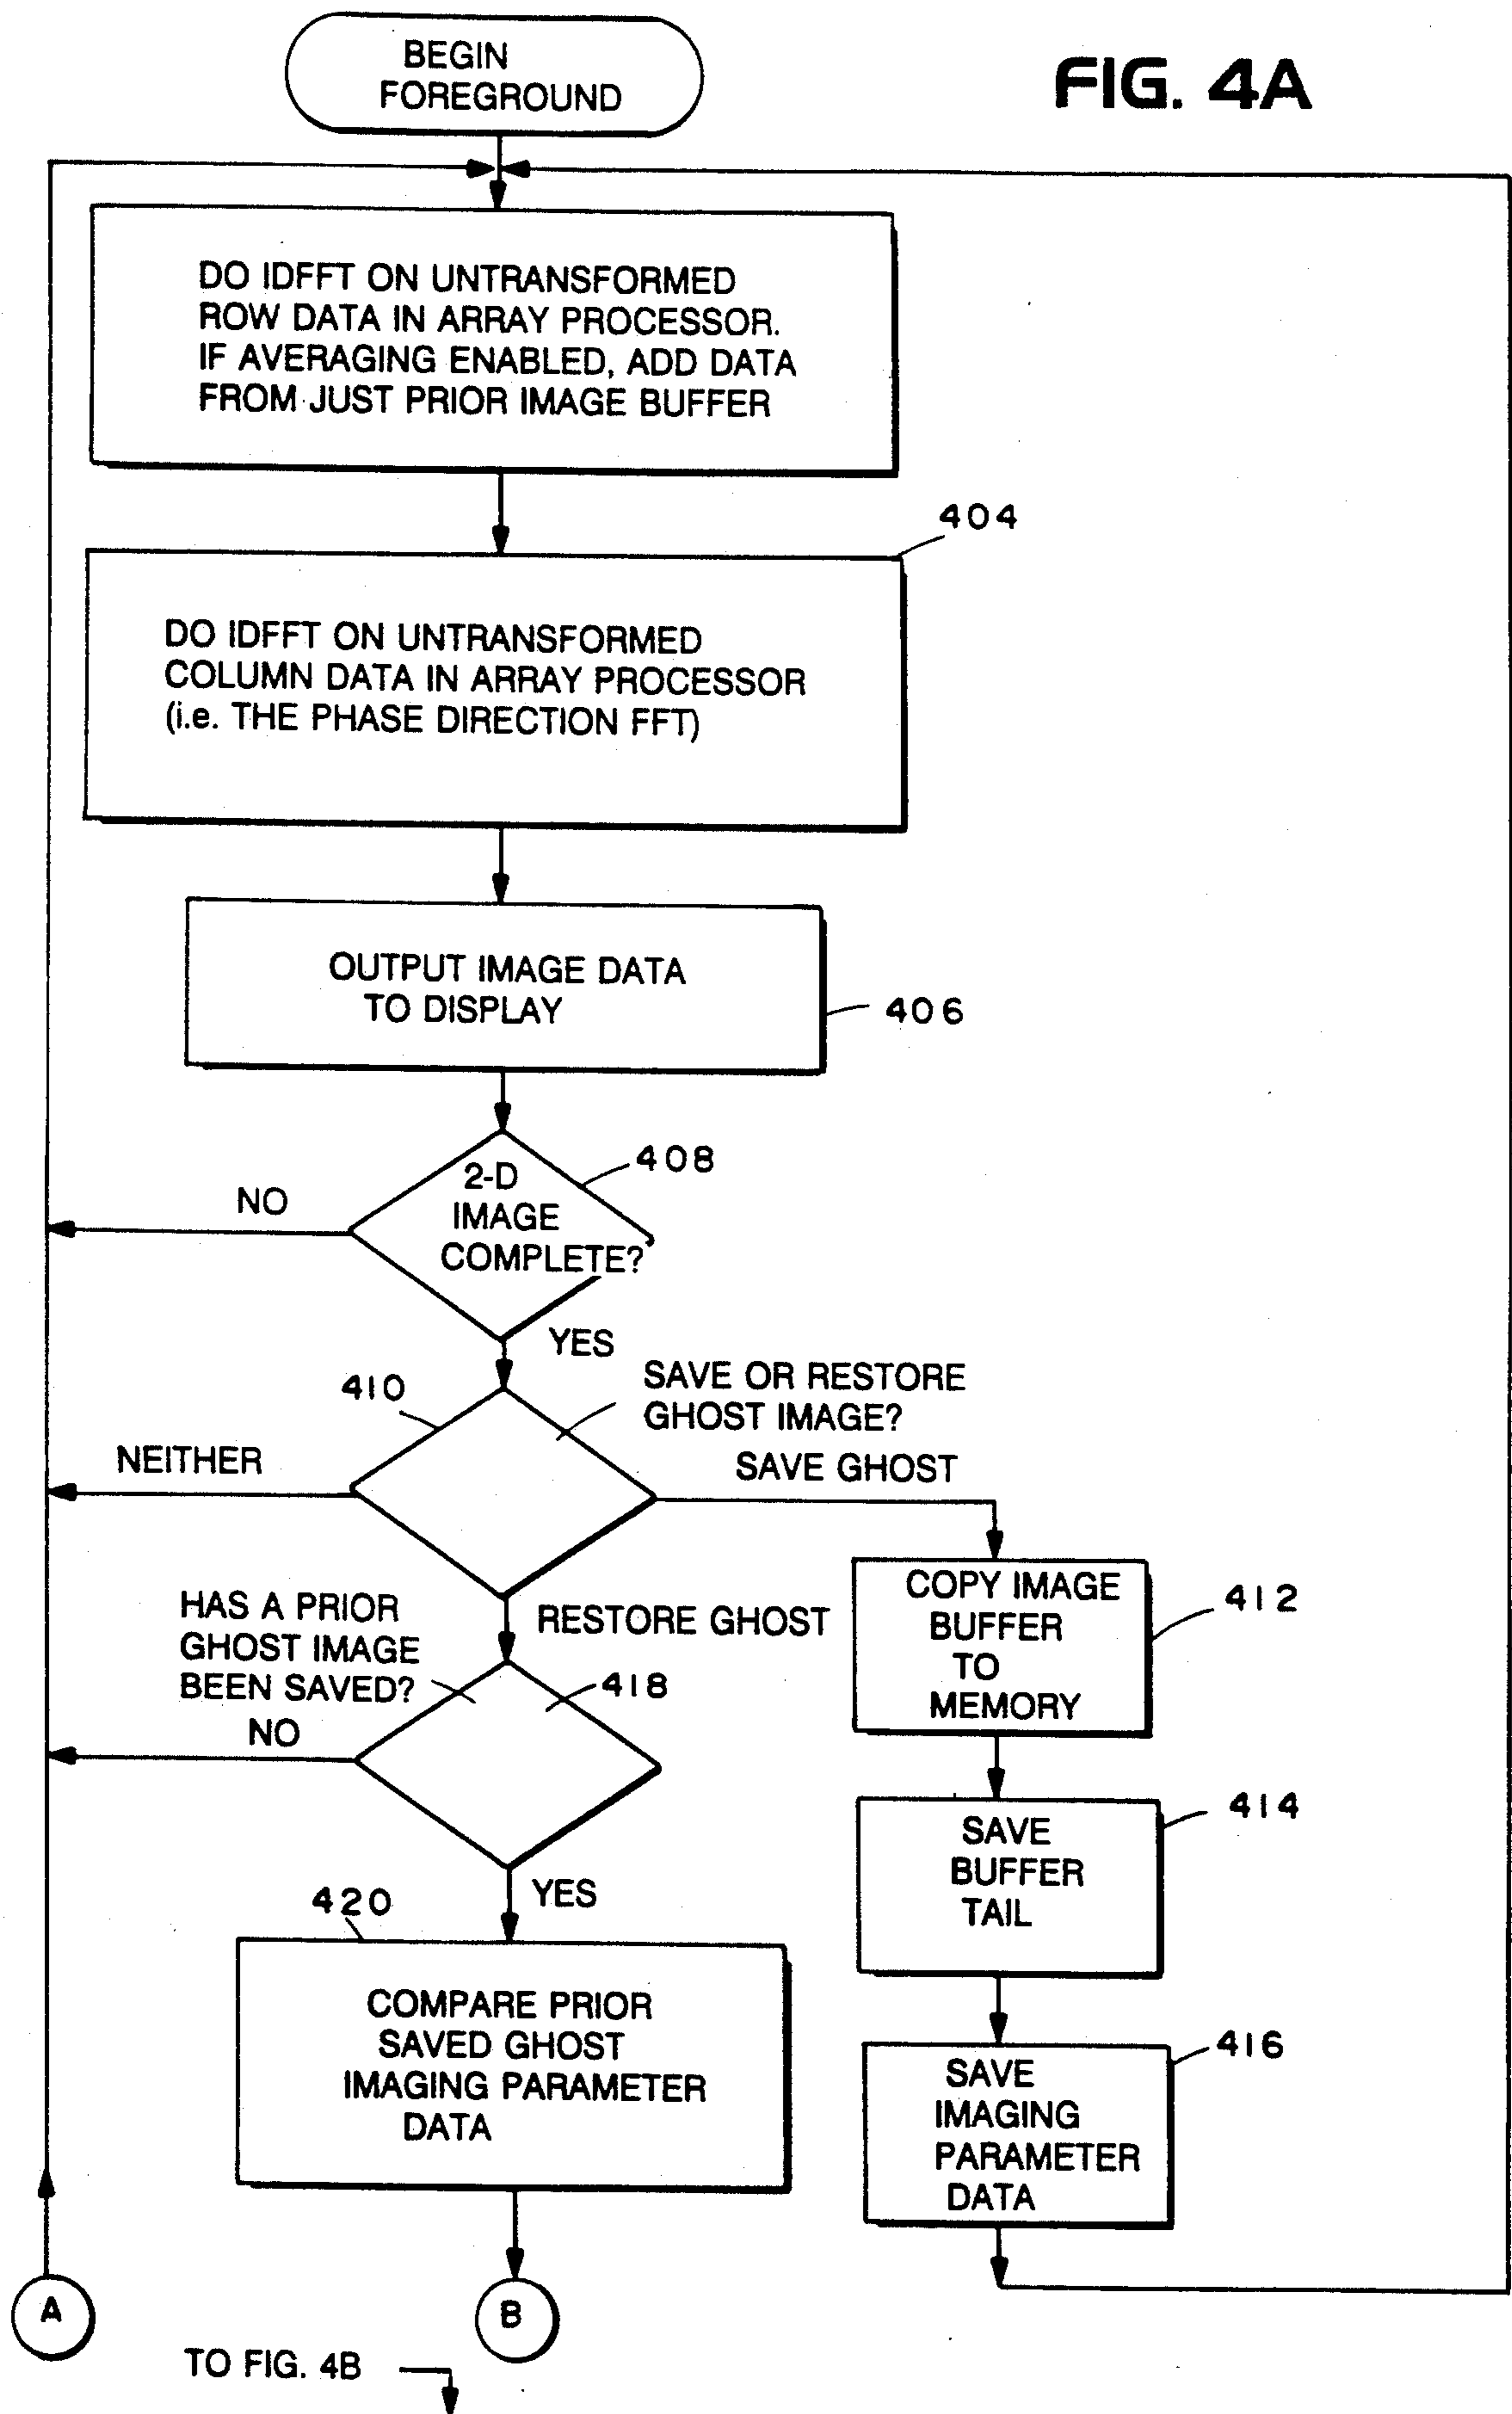 BEGIN
FOREGROUND
FIG. 4A
DO IDFFT ON UNTRANSFORMED
ROW DATA IN ARRAY PROCESSOR.
IF AVERAGING ENABLED, ADD DATA
FROM JUST PRIOR IMAGE BUFFER
404
DO IDFFT ON UNTRANSFORMED
COLUMN DATA IN ARRAY PROCESSOR
(i.e. THE PHASE DIRECTION FFT)
OUTPUT IMAGE DATA
TO DISPLAY
406
2-D
IMAGE
COMPLETE?
408
NO
YES
410
SAVE OR RESTORE
GHOST IMAGE?
NEITHER
SAVE GHOST
COPY IMAGE
BUFFER
TO
MEMORY
412
HAS A PRIOR
GHOST IMAGE
BEEN SAVED?
RESTORE GHOST
418
NO
YES
SAVE
BUFFER
TAIL
414
420
COMPARE PRIOR
SAVED GHOST
IMAGING PARAMETER
DATA
SAVE
IMAGING
PARAMETER
DATA
416
A
B
TO FIG. 4B